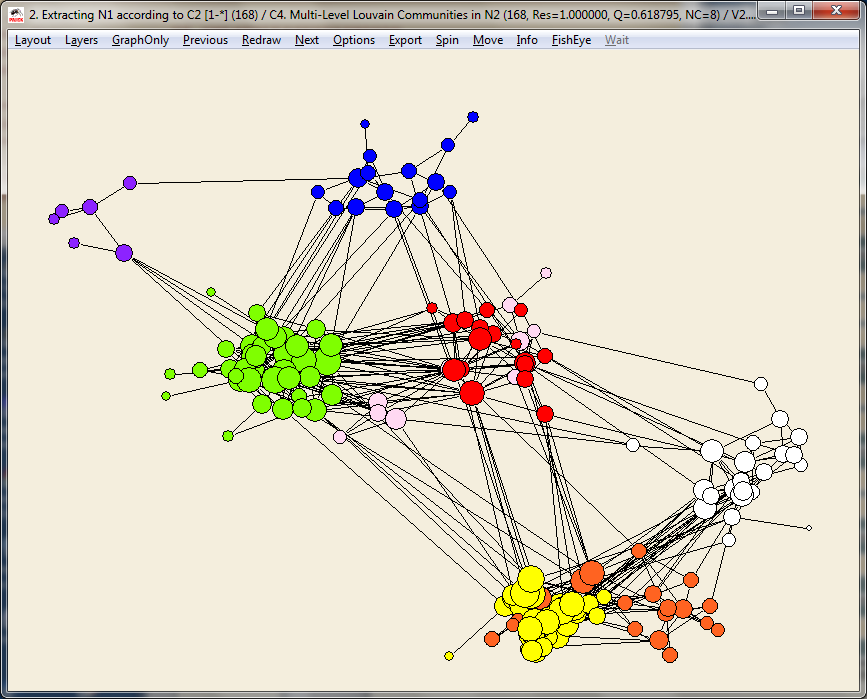 2. Extracting N1 according to C2 [1-*] (168) / C4. Multi-Level Louvain Communities in N2 (168, Res=1.000000, Q=0.618795, NC=8) / V2....
Layout Layers GraphOnly Previous Redraw Next Options Export Spin Move Info FishEye Wait